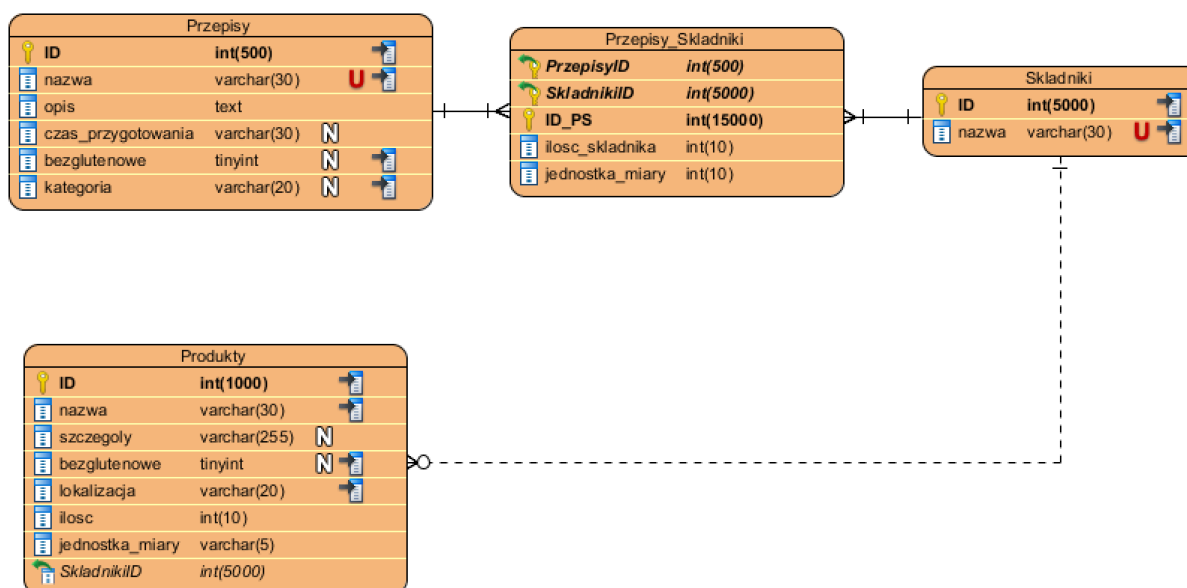 Przepisy
ID int(500)
nazwa varchar(30) U
opis text
czas_przygotowania varchar(30) N
bezglutenowe tinyint N
kategoria varchar(20) N
Przepisy_Skladniki
PrzepisyID int(500)
SkladnikiID int(5000)
ID_PS int(15000)
ilosc_skladnika int(10)
jednostka_miary int(10)
Skladniki
ID int(5000)
nazwa varchar(30) U
Produkty
ID int(1000)
nazwa varchar(30)
szczegoly varchar(255) N
bezglutenowe tinyint N
lokalizacja varchar(20)
ilosc int(10)
jednostka_miary varchar(5)
SkladnikiID int(5000)